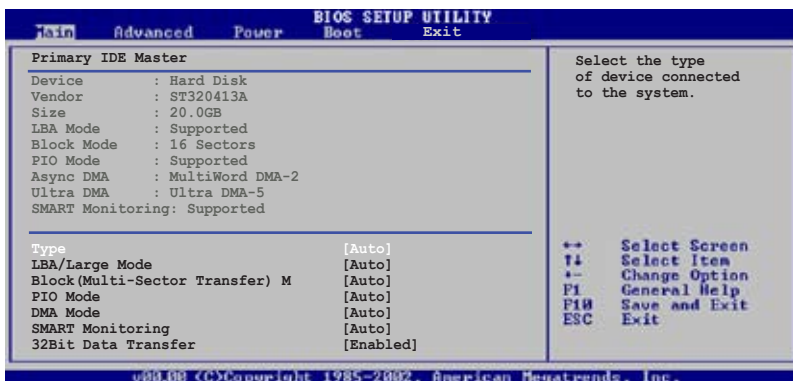 BIOS SETUP UTILITY
Main Advanced Power Boot Exit
Primary IDE Master
Device : Hard Disk
Vendor : ST320413A
Size : 20.0GB
LBA Mode : Supported
Block Mode : 16 Sectors
PIO Mode : Supported
Async DMA : MultiWord DMA-2
Ultra DMA : Ultra DMA-5
SMART Monitoring: Supported
Type [Auto]
LBA/Large Mode [Auto]
Block(Multi-Sector Transfer) M [Auto]
PIO Mode [Auto]
DMA Mode [Auto]
SMART Monitoring [Auto]
32Bit Data Transfer [Enabled]
Select the type
of device connected
to the system.
↔ Select Screen
↑↓ Select Item
+- Change Option
F1 General Help
F10 Save and Exit
ESC Exit
v00.00 (C)Copyright 1985-2002, American Megatrends, Inc.